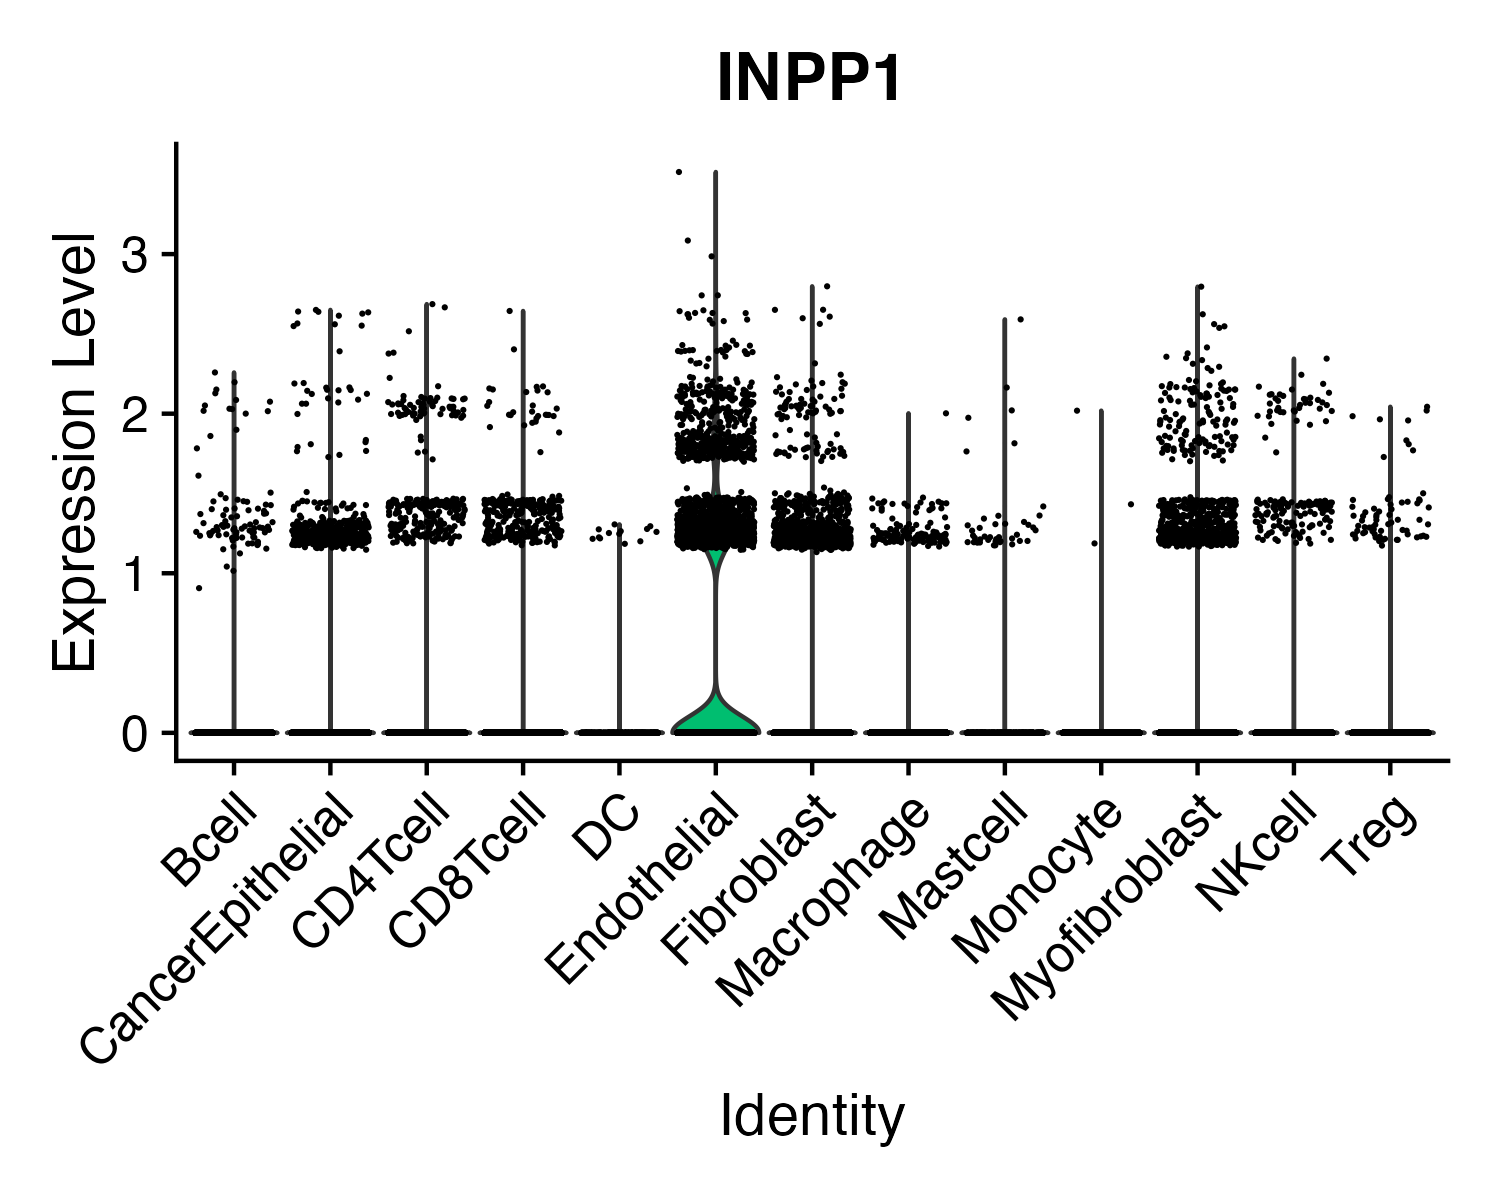 INPP1
Expression Level
3
2
1
0
Bcell
CancerEpithelial
CD4Tcell
CD8Tcell
DC
Endothelial
Fibroblast
Macrophage
Mastcell
Monocyte
Myofibroblast
NKcell
Treg
Identity